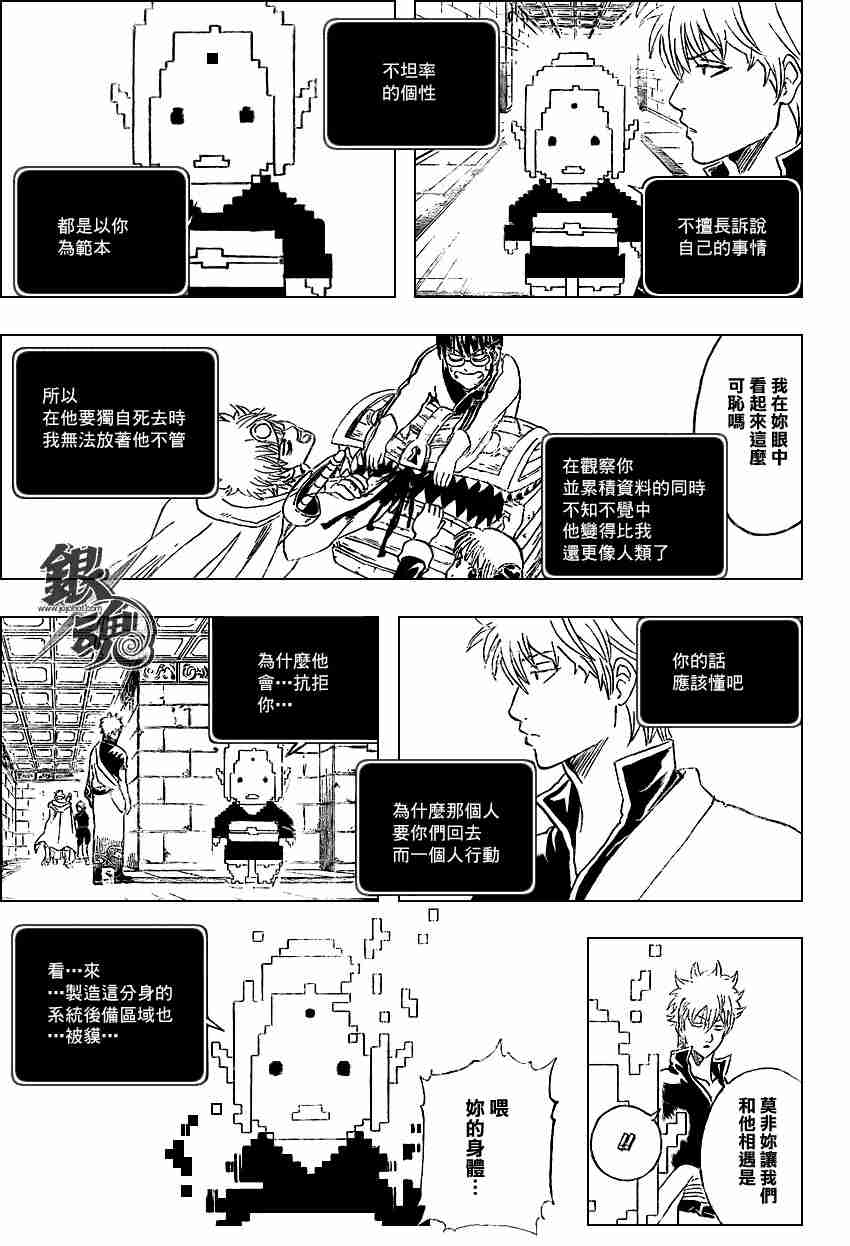 不擅長訴說
自己的事情
不坦率
的個性
都是以你
為範本
我在妳眼中
看起來這麼
可恥嗎
在觀察你
並累積資料的同時
不知不覺中
他變得比我
還更像人類了
所以
在他要獨自死去時
我無法放著他不管
你的話
應該懂吧
為什麼那個人
要你們回去
而一個人行動
為什麼他
會…抗拒
你…
銀魂
www.jojohot.com
莫非妳讓我們
和他相遇是
喂
妳的身體…
看…來
…製造這分身的
系統後備區域也
…被貘…